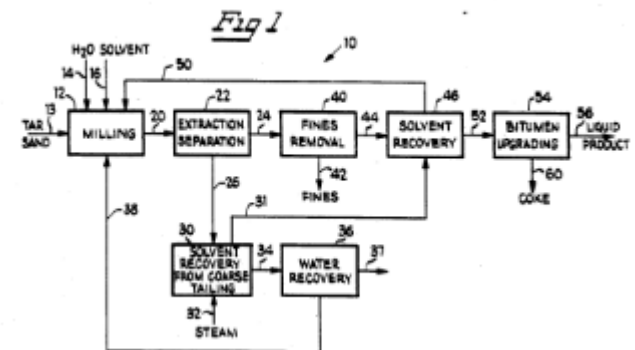 Fig 1
10
H₂O SOLVENT
14
16
50
12
22
40
46
54
TAR
SAND
13
MILLING
20
EXTRACTION
SEPARATION
24
FINES
REMOVAL
44
SOLVENT
RECOVERY
52
BITUMEN
UPGRADING
56
LIQUID
PRODUCT
26
42
FINES
60
COKE
31
38
30
SOLVENT
RECOVERY
FROM COARSE
TAILING
34
36
WATER
RECOVERY
37
32
STEAM